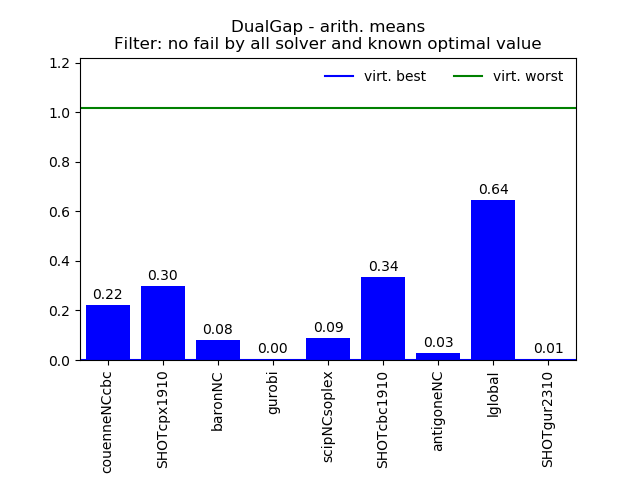 DualGap - arith. means
Filter: no fail by all solver and known optimal value
virt. best
virt. worst
1.2
1.0
0.8
0.6
0.4
0.2
0.0
0.22
0.30
0.08
0.00
0.09
0.34
0.03
0.64
0.01
couenneNCcbc
SHOTcpx1910
baronNC
gurobi
scipNCsoplex
SHOTcbc1910
antigoneNC
lglobal
SHOTgur2310